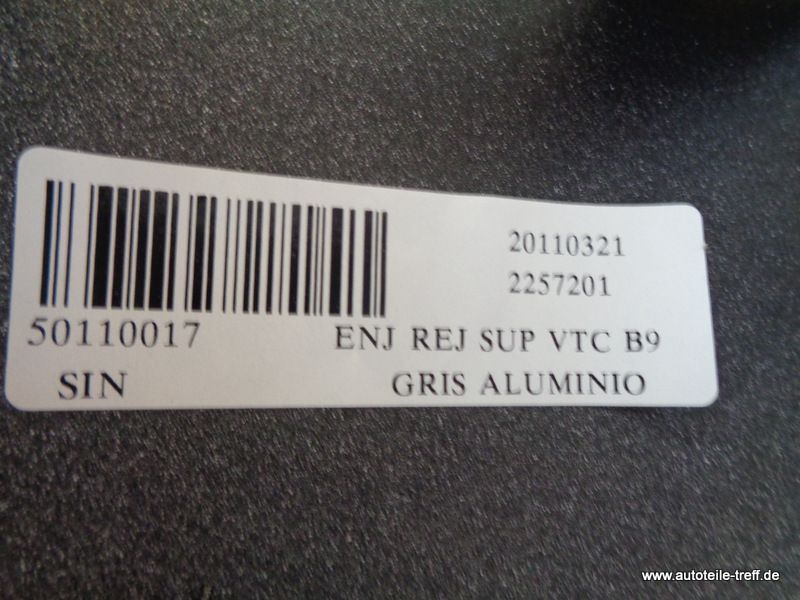 20110321
2257201
50110017 ENJ REJ SUP VTC B9
SIN GRIS ALUMINIO
www.autoteile-treff.de